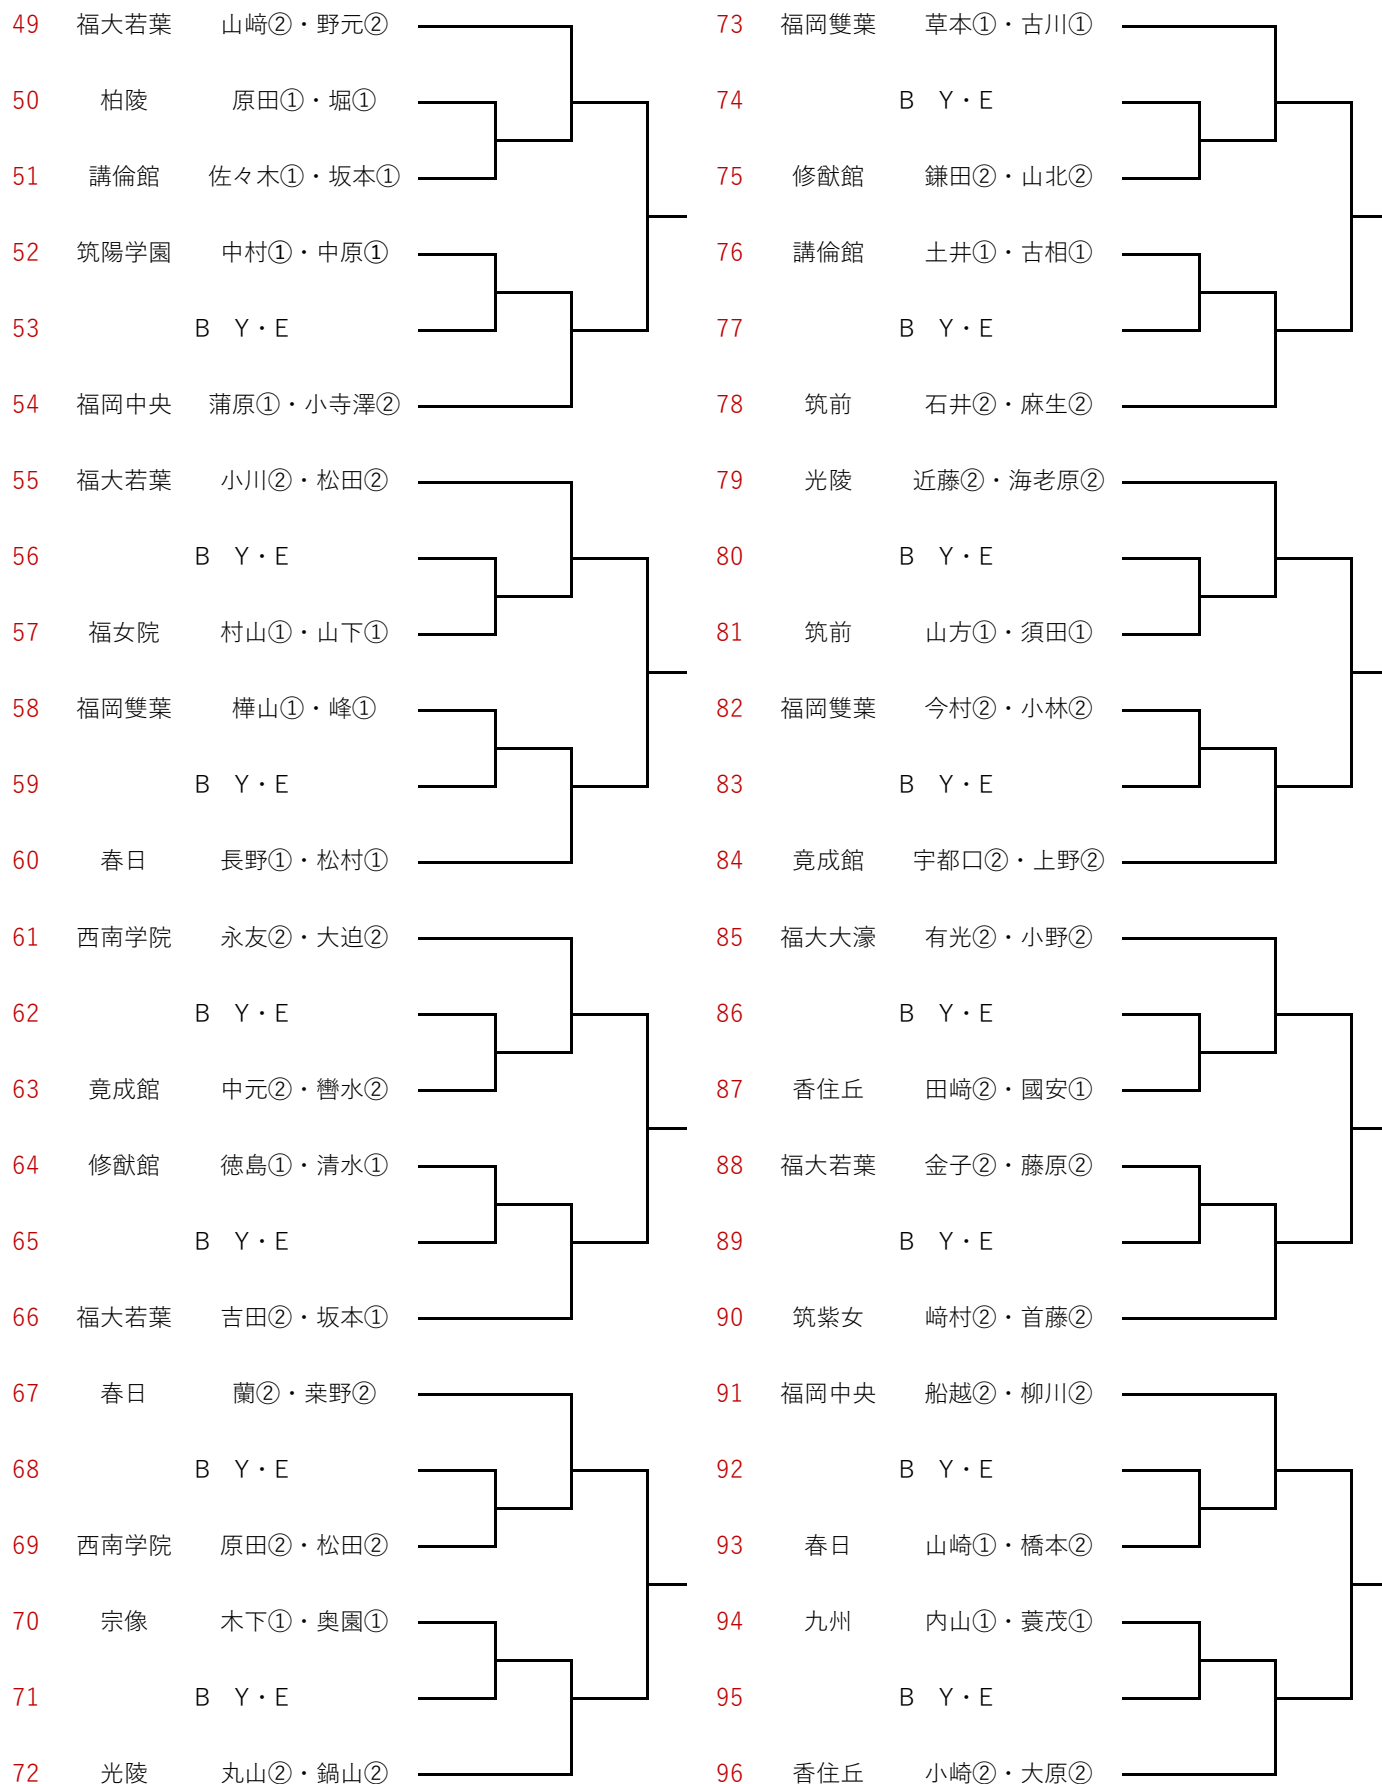 49 福大若葉 山﨑②・野元②
50 柏陵 原田①・堀①
51 講倫館 佐々木①・坂本①
52 筑陽学園 中村①・中原①
53 B Y・E
54 福岡中央 蒲原①・小寺澤②
55 福大若葉 小川②・松田②
56 B Y・E
57 福女院 村山①・山下①
58 福岡雙葉 樺山①・峰①
59 B Y・E
60 春日 長野①・松村①
61 西南学院 永友②・大迫②
62 B Y・E
63 竟成館 中元②・轡水②
64 修猷館 徳島①・清水①
65 B Y・E
66 福大若葉 吉田②・坂本①
67 春日 蘭②・桒野②
68 B Y・E
69 西南学院 原田②・松田②
70 宗像 木下①・奥園①
71 B Y・E
72 光陵 丸山②・鍋山②
73 福岡雙葉 草本①・古川①
74 B Y・E
75 修猷館 鎌田②・山北②
76 講倫館 土井①・古相①
77 B Y・E
78 筑前 石井②・麻生②
79 光陵 近藤②・海老原②
80 B Y・E
81 筑前 山方①・須田①
82 福岡雙葉 今村②・小林②
83 B Y・E
84 竟成館 宇都口②・上野②
85 福大大濠 有光②・小野②
86 B Y・E
87 香住丘 田﨑②・國安①
88 福大若葉 金子②・藤原②
89 B Y・E
90 筑紫女 﨑村②・首藤②
91 福岡中央 船越②・柳川②
92 B Y・E
93 春日 山崎①・橋本②
94 九州 内山①・蓑茂①
95 B Y・E
96 香住丘 小崎②・大原②